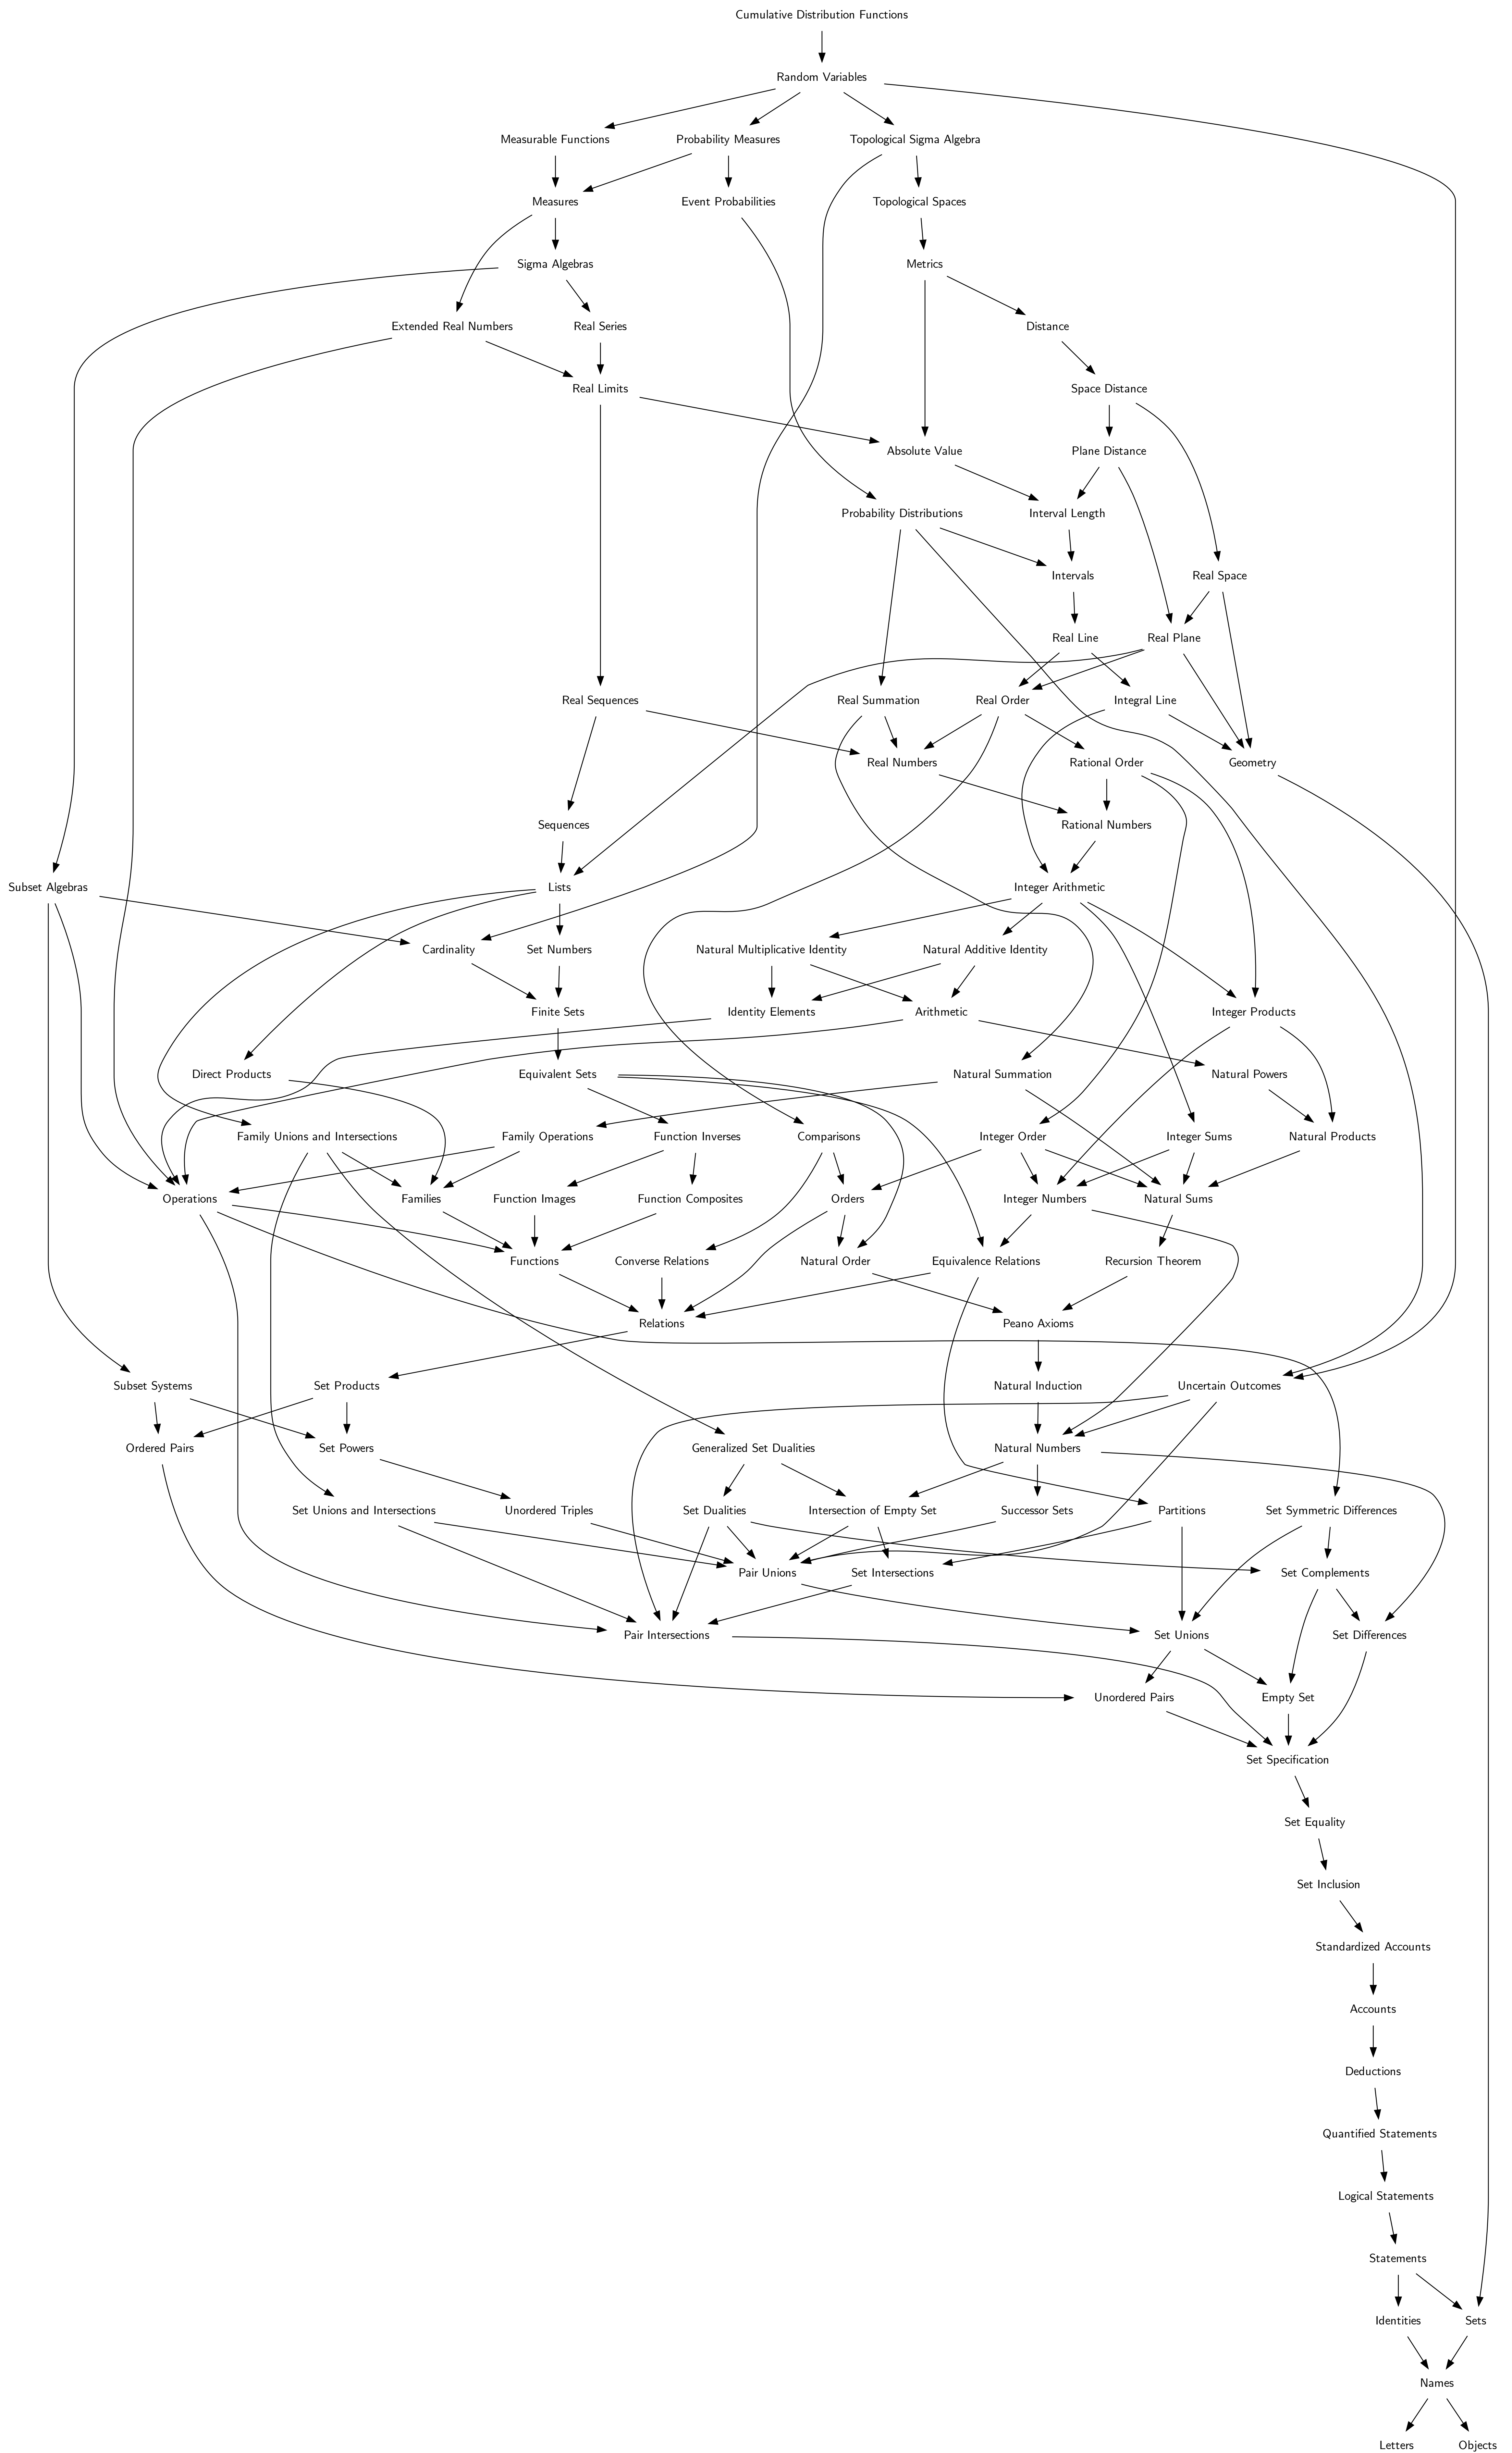 Cumulative Distribution Functions
Random Variables
Measurable Functions
Probability Measures
Topological Sigma Algebra
Measures
Event Probabilities
Topological Spaces
Sigma Algebras
Metrics
Extended Real Numbers
Real Series
Distance
Real Limits
Space Distance
Absolute Value
Plane Distance
Probability Distributions
Interval Length
Intervals
Real Space
Real Line
Real Plane
Real Sequences
Real Summation
Real Order
Integral Line
Real Numbers
Rational Order
Geometry
Sequences
Rational Numbers
Subset Algebras
Lists
Integer Arithmetic
Cardinality
Set Numbers
Natural Multiplicative Identity
Natural Additive Identity
Finite Sets
Identity Elements
Arithmetic
Integer Products
Direct Products
Equivalent Sets
Natural Summation
Natural Powers
Family Unions and Intersections
Family Operations
Function Inverses
Comparisons
Integer Order
Integer Sums
Natural Products
Operations
Families
Function Images
Function Composites
Orders
Integer Numbers
Natural Sums
Functions
Converse Relations
Natural Order
Equivalence Relations
Recursion Theorem
Relations
Peano Axioms
Subset Systems
Set Products
Natural Induction
Uncertain Outcomes
Ordered Pairs
Set Powers
Generalized Set Dualities
Natural Numbers
Set Unions and Intersections
Unordered Triples
Set Dualities
Intersection of Empty Set
Successor Sets
Partitions
Set Symmetric Differences
Pair Unions
Set Intersections
Set Complements
Pair Intersections
Set Unions
Set Differences
Unordered Pairs
Empty Set
Set Specification
Set Equality
Set Inclusion
Standardized Accounts
Accounts
Deductions
Quantified Statements
Logical Statements
Statements
Identities
Sets
Names
Letters
Objects